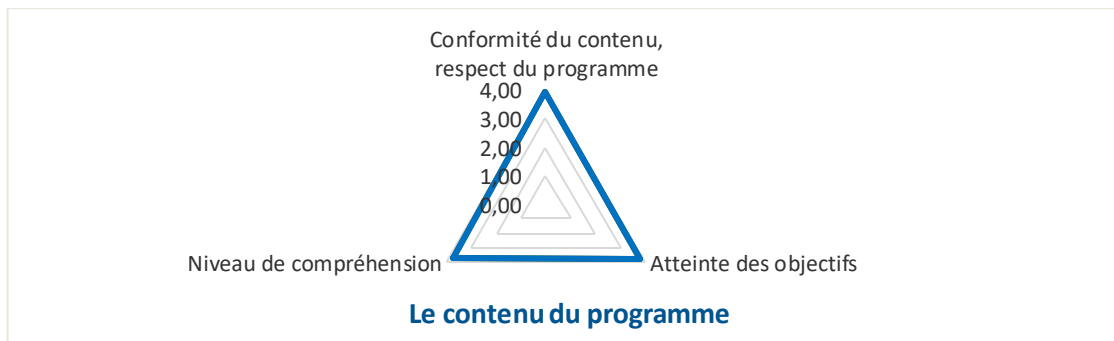 Conformité du contenu,
respect du programme
4,00
3,00
2,00
1,00
0,00
Niveau de compréhension
Atteinte des objectifs
Le contenu du programme